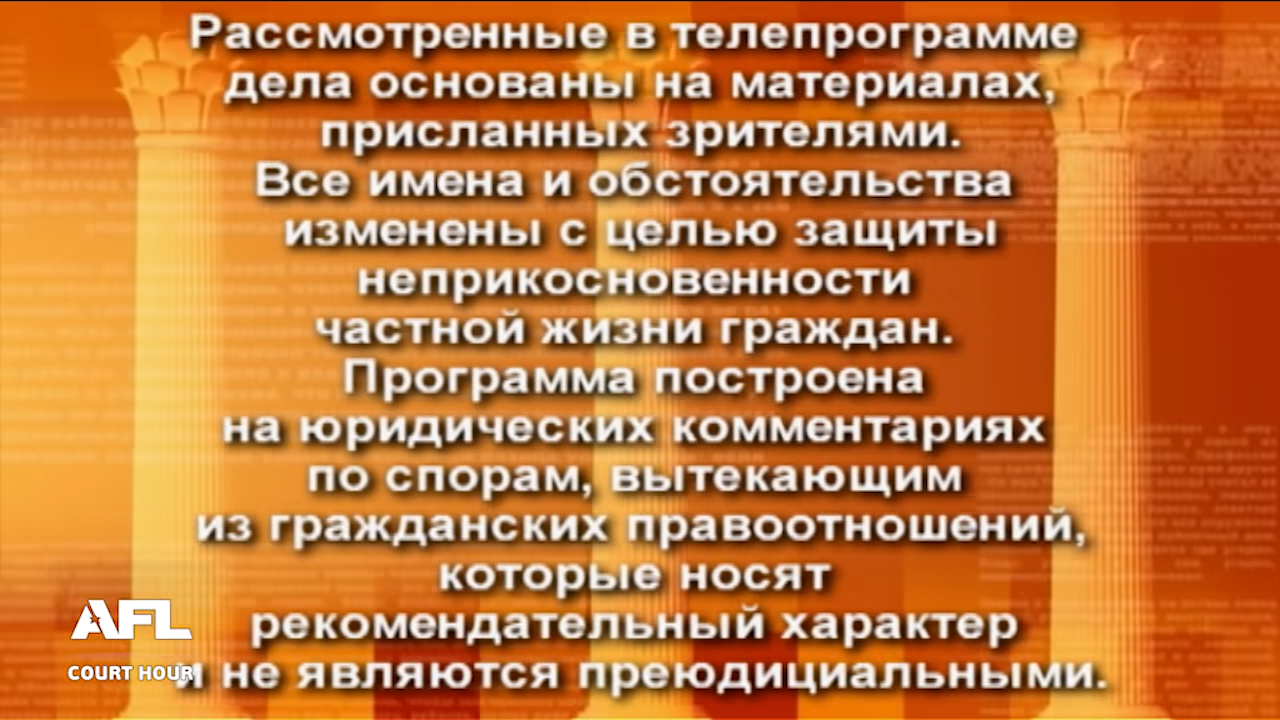 Рассмотренные в телепрограмме
дела основаны на материалах,
присланных зрителями.
Все имена и обстоятельства
изменены с целью защиты
неприкосновенности
частной жизни граждан.
Программа построена
на юридических комментариях
по спорам, вытекающим
из гражданских правоотношений,
которые носят
рекомендательный характер
и не являются преюдициальными.
AFL
COURT HOUR